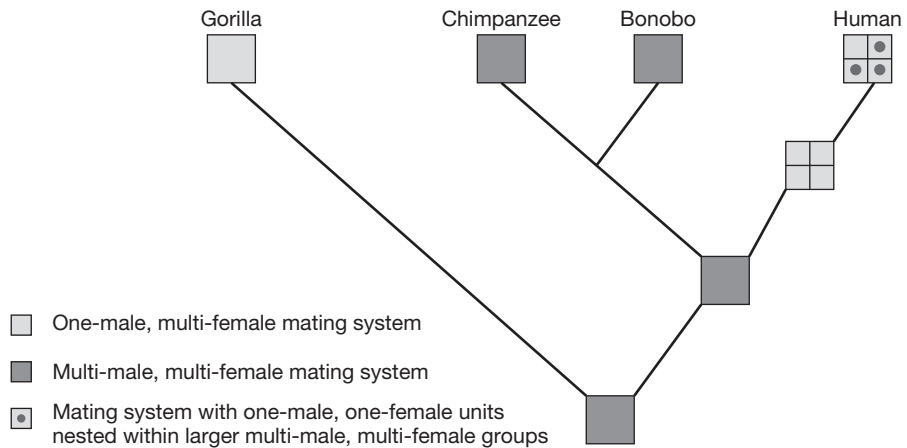 Gorilla
Chimpanzee
Bonobo
Human
One-male, multi-female mating system
Multi-male, multi-female mating system
Mating system with one-male, one-female units
nested within larger multi-male, multi-female groups